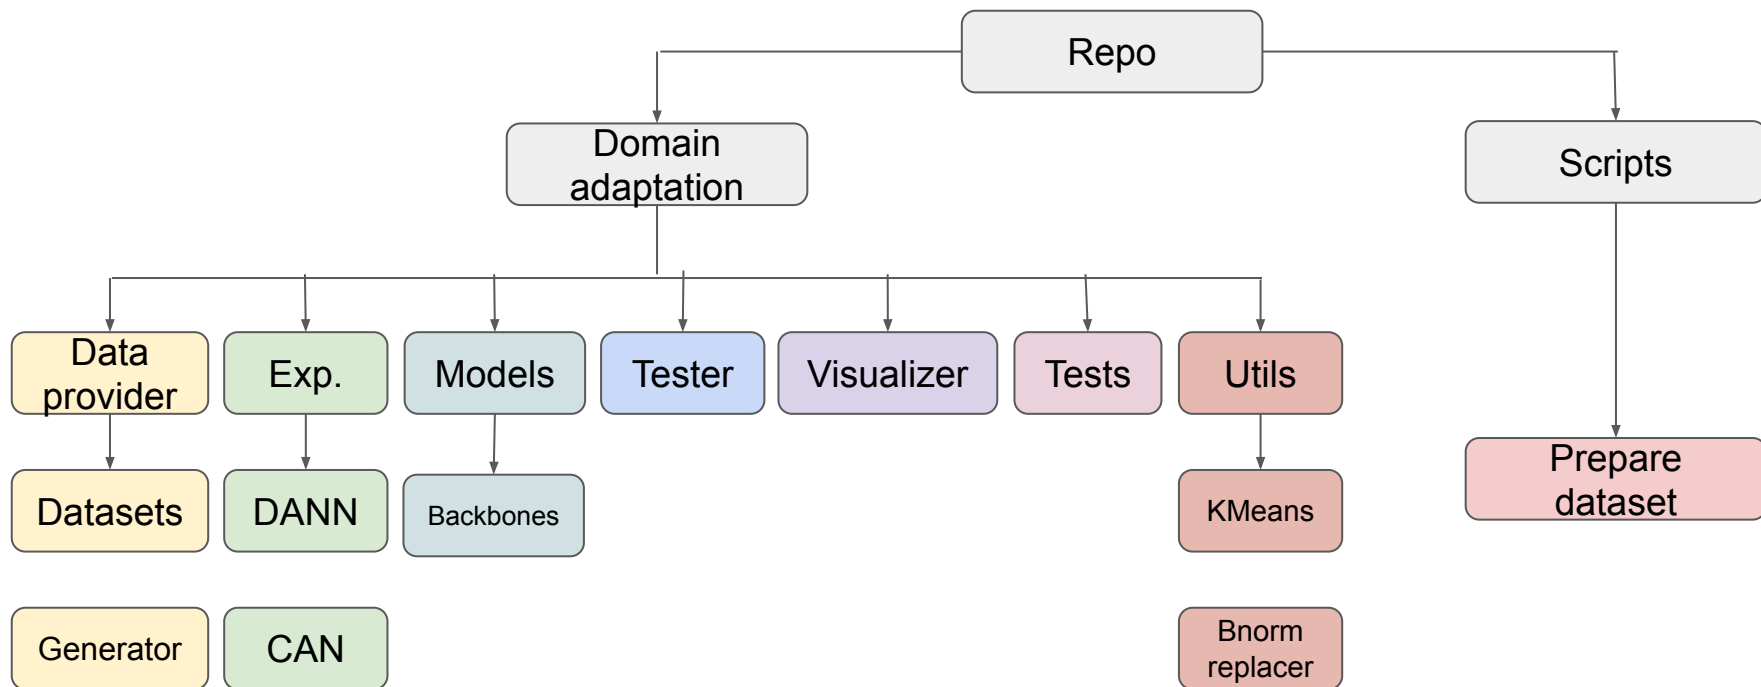 Repo
Domain
adaptation
Scripts
Data
provider
Exp.
Models
Tester
Visualizer
Tests
Utils
Datasets
DANN
Backbones
KMeans
Prepare
dataset
Generator
CAN
Bnorm
replacer